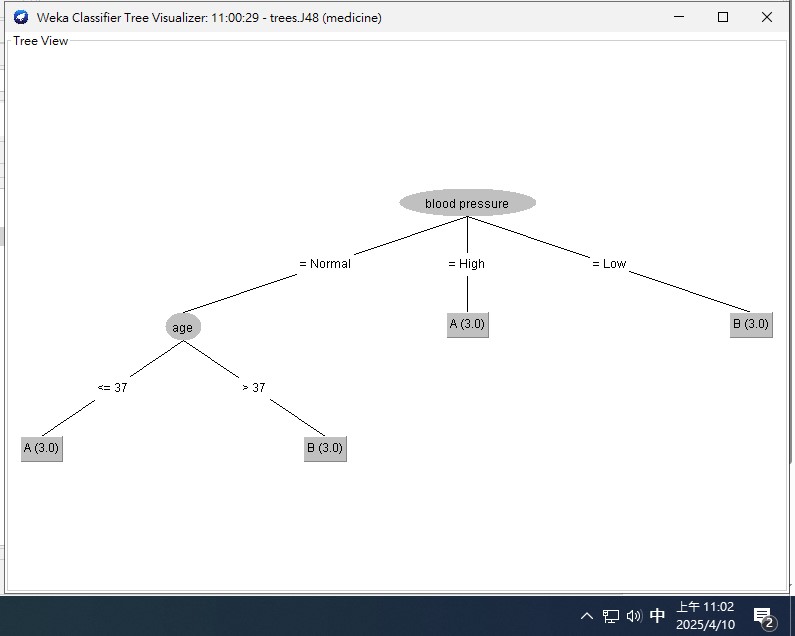 Weka Classifier Tree Visualizer: 11:00:29 - trees.J48 (medicine)
Tree View
blood pressure
= Normal
= High
= Low
age
A (3.0)
B (3.0)
<= 37
> 37
A (3.0)
B (3.0)
中
上午 11:02
2025/4/10
2